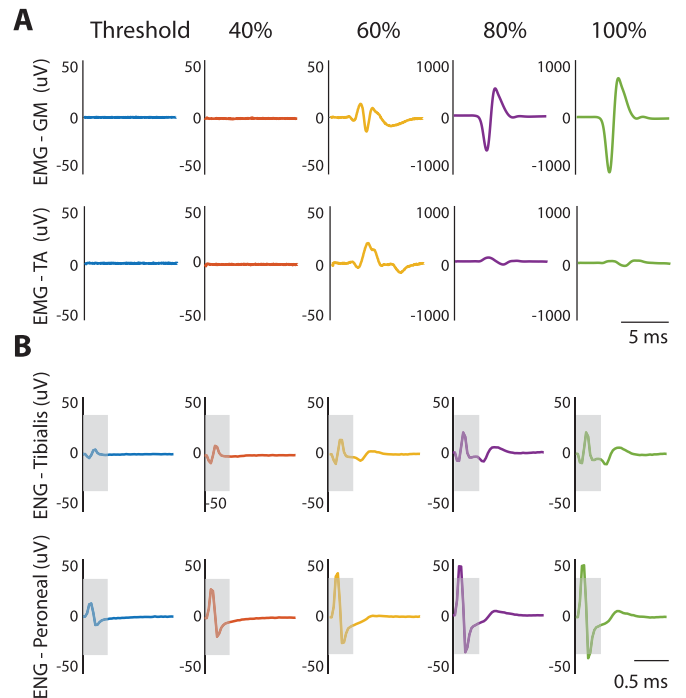 A
Threshold 40% 60% 80% 100%
EMG - GM (uV)
50 50 50 1000 1000
0 0 0 0 0
-50 -50 -50 -1000 -1000
EMG - TA (uV)
50 50 50 1000 1000
0 0 0 0 0
-50 -50 -50 -1000 -1000
5 ms
B
ENG - Tibialis (uV)
50 50 50 50 50
0 0 0 0 0
-50 -50 -50 -50 -50
ENG - Peroneal (uV)
50 50 50 50 50
0 0 0 0 0
-50 -50 -50 -50 -50
0.5 ms